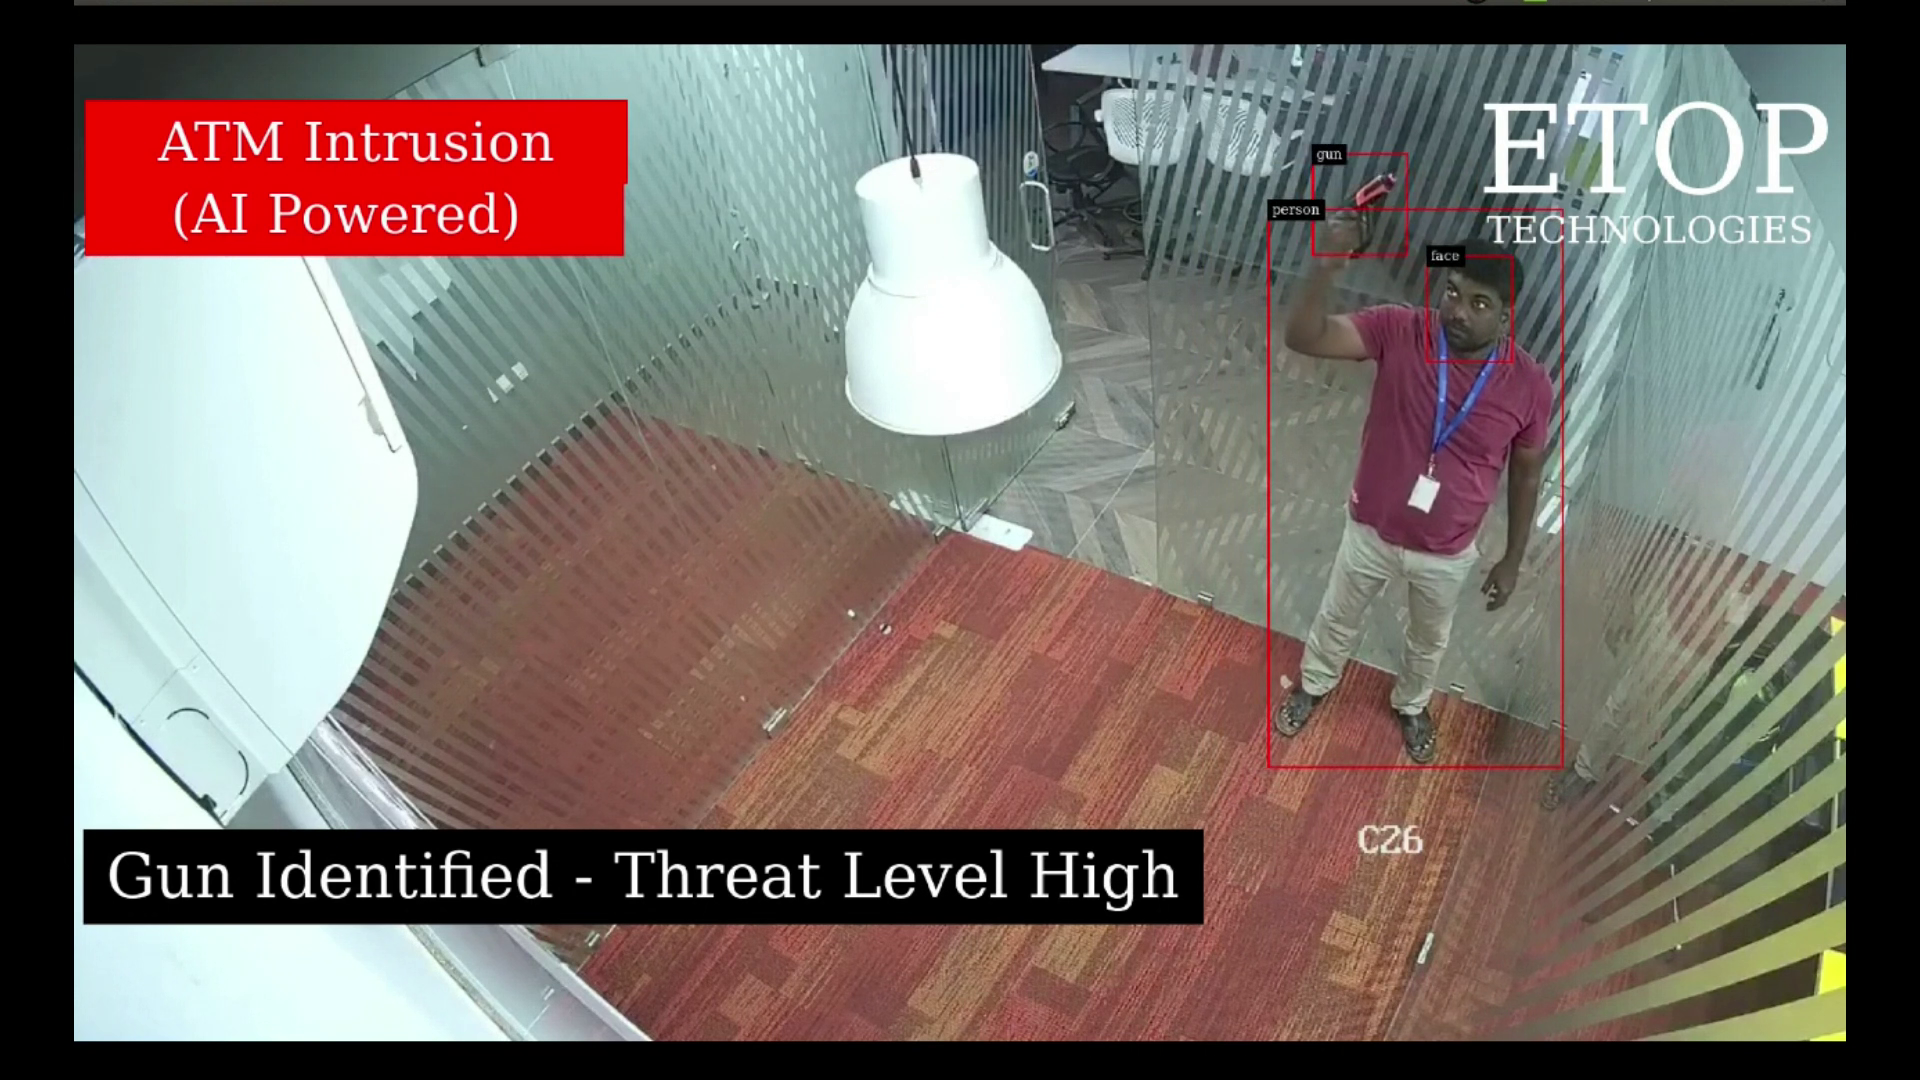 ATM Intrusion
(AI Powered)
ETOP
TECHNOLOGIES
gun
person
face
C26
Gun Identified - Threat Level High